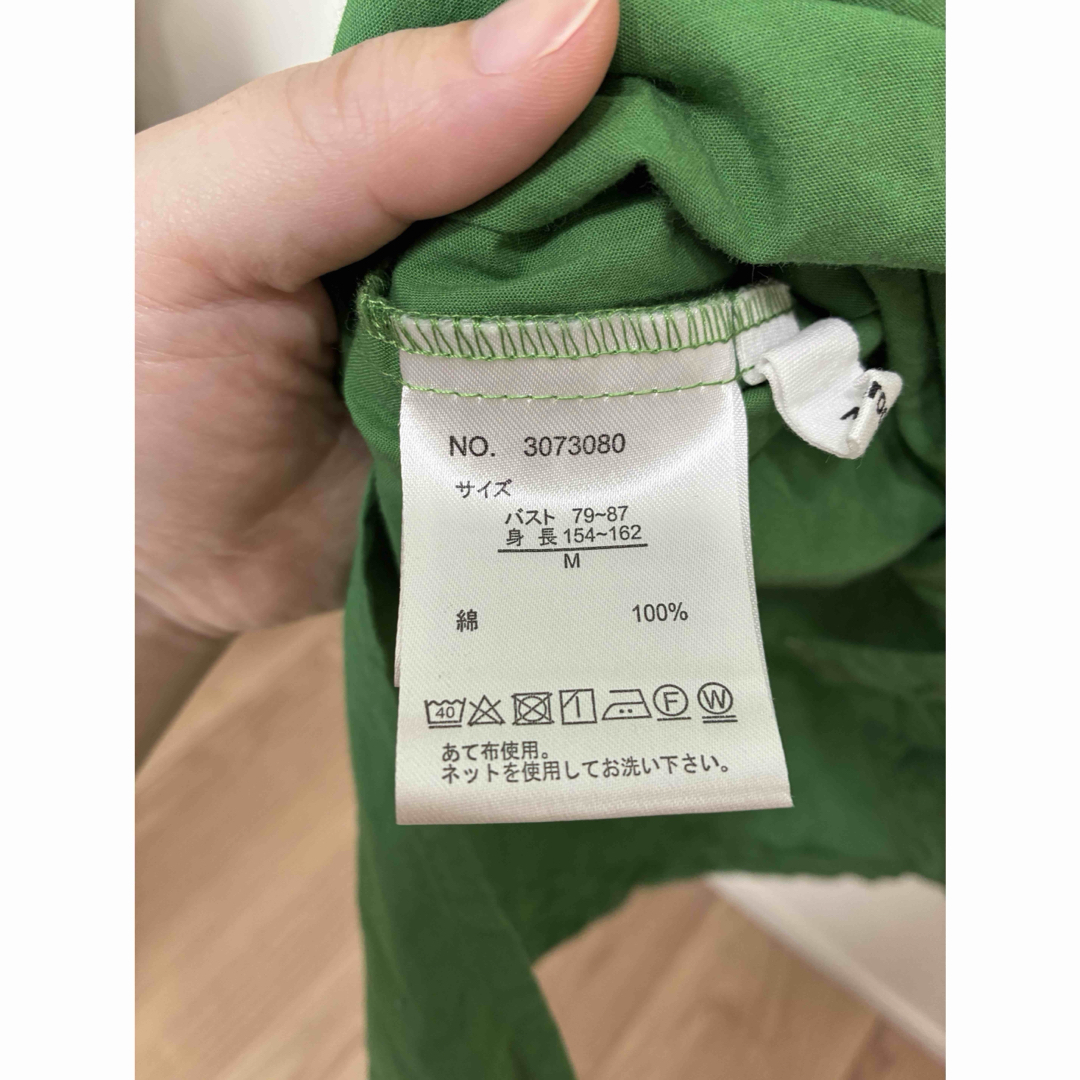 NO. 3073080
サイズ
バスト 79~87
身 長 154~162
M
綿 100%
40 F W
あて布使用。
ネットを使用してお洗い下さい。